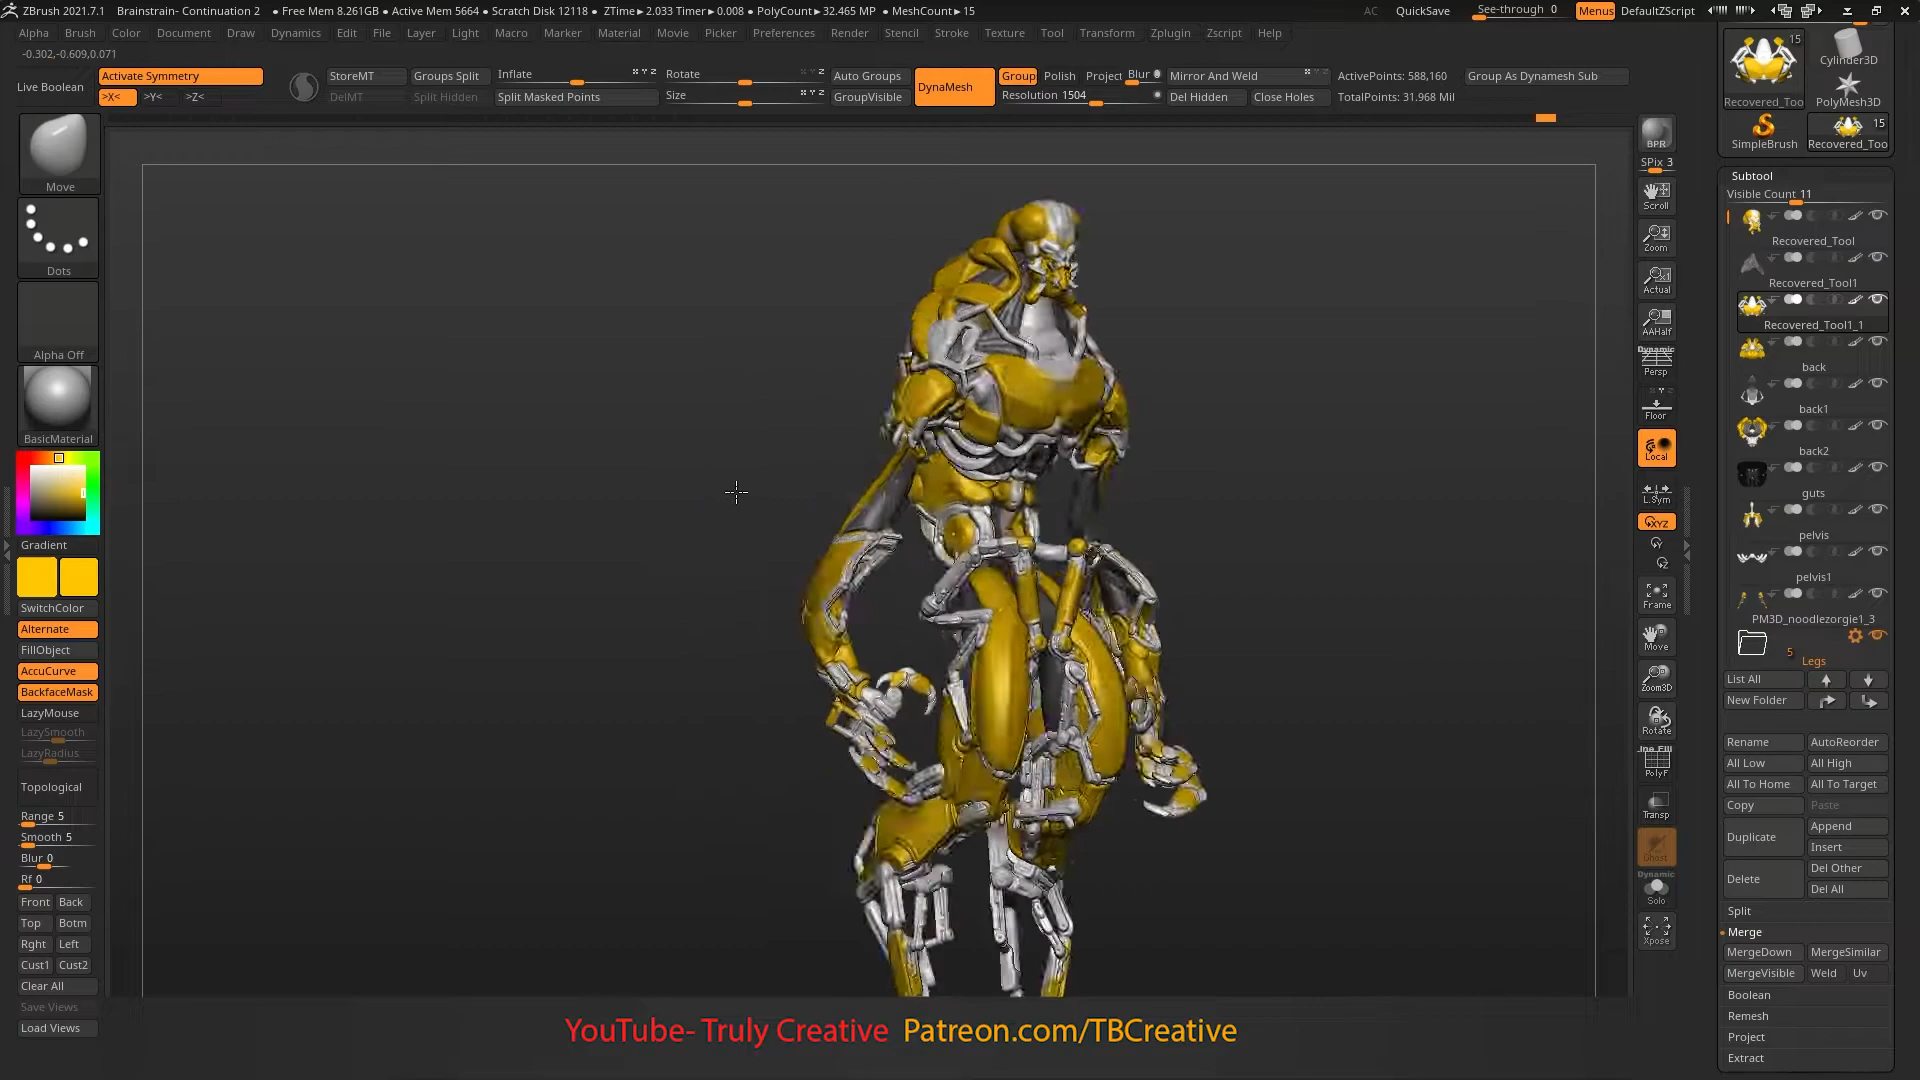 ZBrush 2021.7.1 Brainstrain- Continuation 2 ● Free Mem 8.261GB ● Active Mem 5664 ● Scratch Disk 12118 ● ZTime▸2.033 Timer▸0.008 ● PolyCount▸32.465 MP ● MeshCount▸15 AC QuickSave See-through 0 Menus DefaultZScript
Alpha Brush Color Document Draw Dynamics Edit File Layer Light Macro Marker Material Movie Picker Preferences Render Stencil Stroke Texture Tool Transform Zplugin Zscript Help
-0.302,-0.609,0.071
Live Boolean
Activate Symmetry
>X< >Y< >Z<
StoreMT
DelMT
Groups Split
Split Hidden
Inflate
Split Masked Points
Rotate
Size
Auto Groups
GroupVisible
DynaMesh
Group Polish Project Blur 0
Resolution 1504
Mirror And Weld
Del Hidden Close Holes
ActivePoints: 588,160
TotalPoints: 31.968 Mil
Group As Dynamesh Sub
Move
Dots
Alpha Off
BasicMaterial
Gradient
SwitchColor
Alternate
FillObject
AccuCurve
BackfaceMask
LazyMouse
LazySmooth
LazyRadius
Topological
Range 5
Smooth 5
Blur 0
Rf 0
Front Back
Top Botm
Rght Left
Cust1 Cust2
Clear All
Save Views
Load Views
YouTube- Truly Creative Patreon.com/TBCreative
BPR
SPix 3
Scroll
Zoom
Actual
AAHalf
Dynamic
Persp
Floor
Local
L.Sym
XYZ
Frame
Move
Zoom3D
Rotate
Line Fill
PolyF
Transp
Ghost
Dynamic
Solo
Xpose
15
Recovered_Too
Cylinder3D
PolyMesh3D
SimpleBrush
15
Recovered_Too
Subtool
Visible Count 11
Recovered_Tool
Recovered_Tool1
Recovered_Tool1_1
back
back1
back2
guts
pelvis
pelvis1
PM3D_noodlezorgie1_3
5
Legs
List All
New Folder
Rename AutoReorder
All Low All High
All To Home All To Target
Copy Paste
Duplicate Append
Insert
Delete Del Other
Del All
Split
Merge
MergeDown MergeSimilar
MergeVisible Weld Uv
Boolean
Remesh
Project
Extract